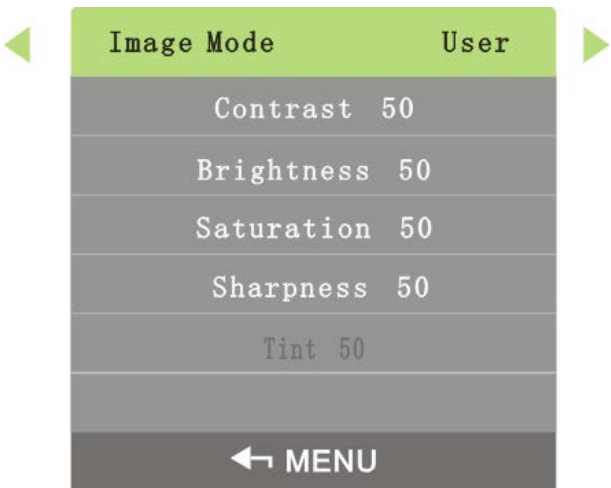 Image Mode User
Contrast 50
Brightness 50
Saturation 50
Sharpness 50
Tint 50
MENU